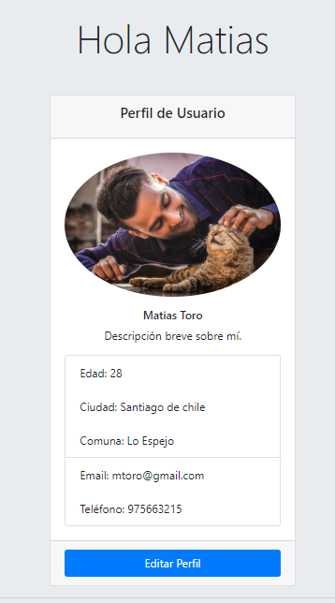 Hola Matias
Perfil de Usuario
Matias Toro
Descripción breve sobre mí.
Edad: 28
Ciudad: Santiago de chile
Comuna: Lo Espejo
Email: mtoro@gmail.com
Teléfono: 975663215
Editar Perfil